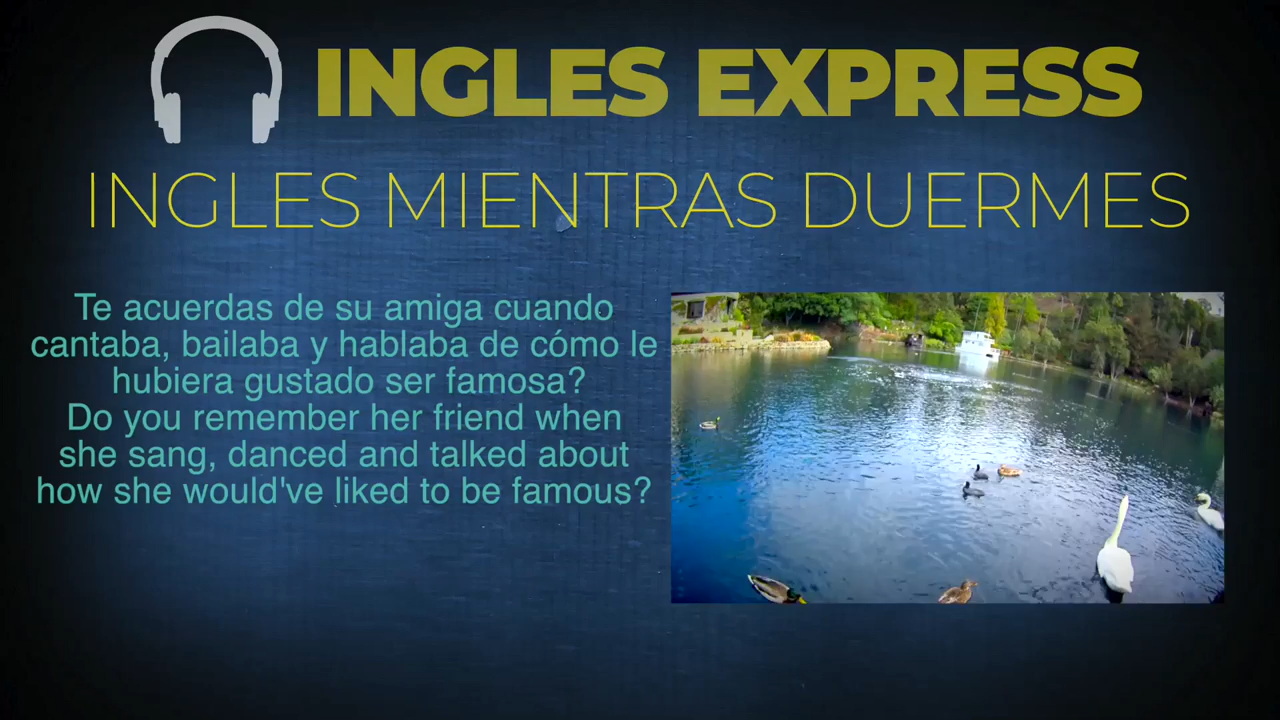 INGLES EXPRESS
INGLES MIENTRAS DUERMES
Te acuerdas de su amiga cuando
cantaba, bailaba y hablaba de cómo le
hubiera gustado ser famosa?
Do you remember her friend when
she sang, danced and talked about
how she would've liked to be famous?